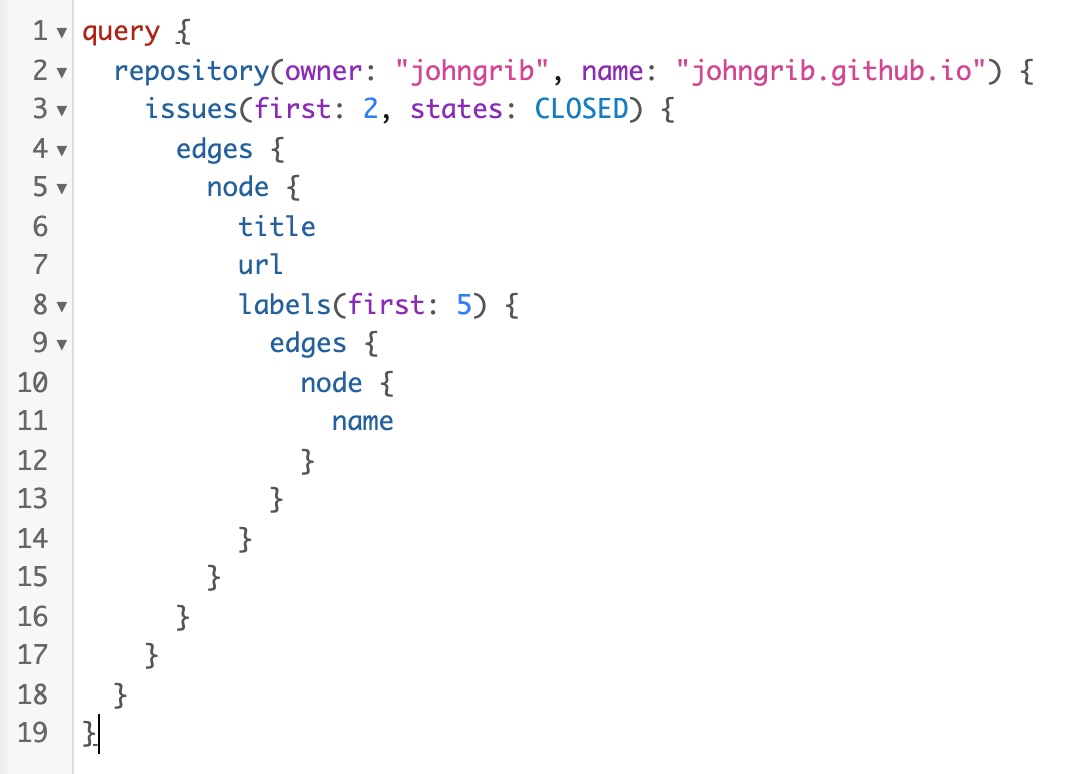 1 query {
2   repository(owner: "johngrib", name: "johngrib.github.io") {
3     issues(first: 2, states: CLOSED) {
4       edges {
5         node {
6           title
7           url
8           labels(first: 5) {
9             edges {
10               node {
11                 name
12               }
13             }
14           }
15         }
16       }
17     }
18   }
19 }